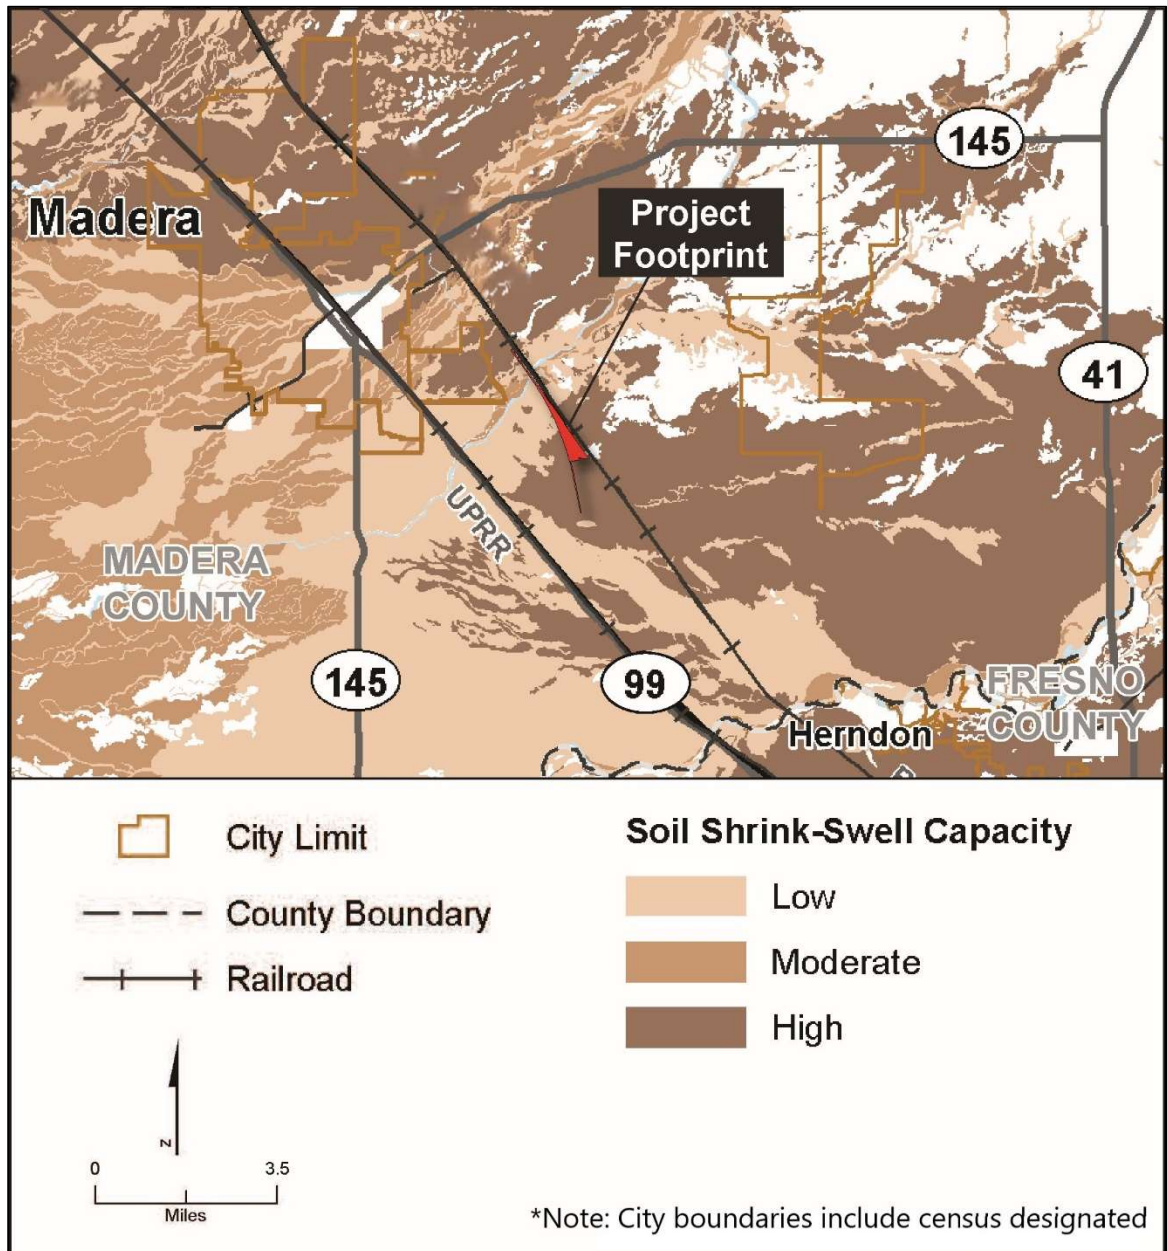 145
Project
Footprint
Madera
41
UPRR
MADERA
COUNTY
145
99
FRESNO
COUNTY
Herndon
City Limit
County Boundary
Railroad
Soil Shrink-Swell Capacity
Low
Moderate
High
N
0 3.5
Miles
*Note: City boundaries include census designated